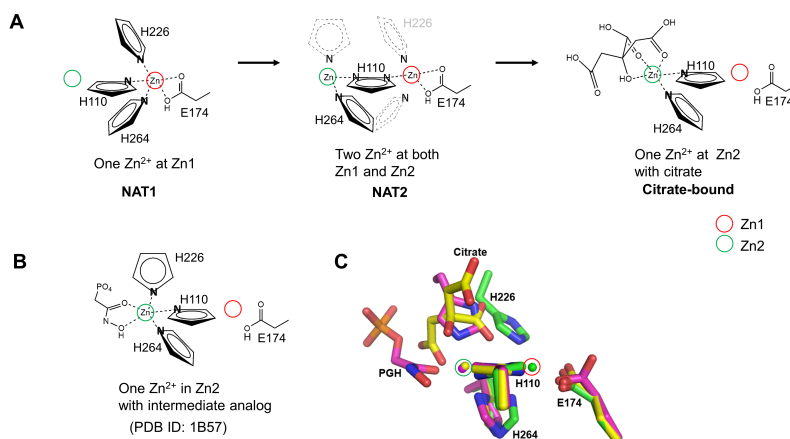 A
H226
N
Zn
O
N
H110
N
H
O
E174
H264
One Zn²⁺ at Zn1
NAT1
H226
N
N
H110
Zn
N
N
Zn
O
N
N
H
O
E174
H264
Two Zn²⁺ at both
Zn1 and Zn2
NAT2
OH
HO
O
O
O
O
OH
HO
Zn
N
H110
N
O
HO
E174
H264
One Zn²⁺ at Zn2
with citrate
Citrate-bound
Zn1
Zn2
B
H226
PO₄
N
O
H110
Zn
N
N
H
O
N
O
OH
E174
H264
One Zn²⁺ in Zn2
with intermediate analog
(PDB ID: 1B57)
C
Citrate
H226
PGH
H110
E174
H264